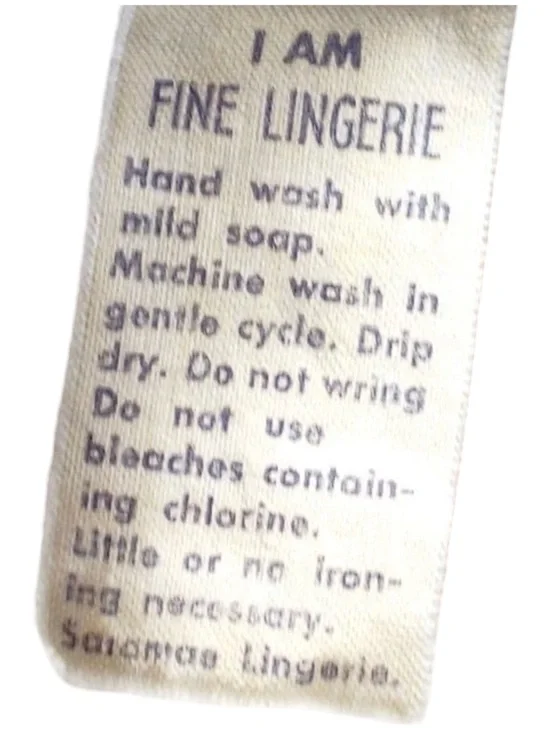 I AM
FINE LINGERIE
Hand wash with
mild soap.
Machine wash in
gentle cycle. Drip
dry. Do not wring
Do not use
bleaches contain-
ing chlorine.
Little or no iron-
ing necessary.
Saramae Lingerie.